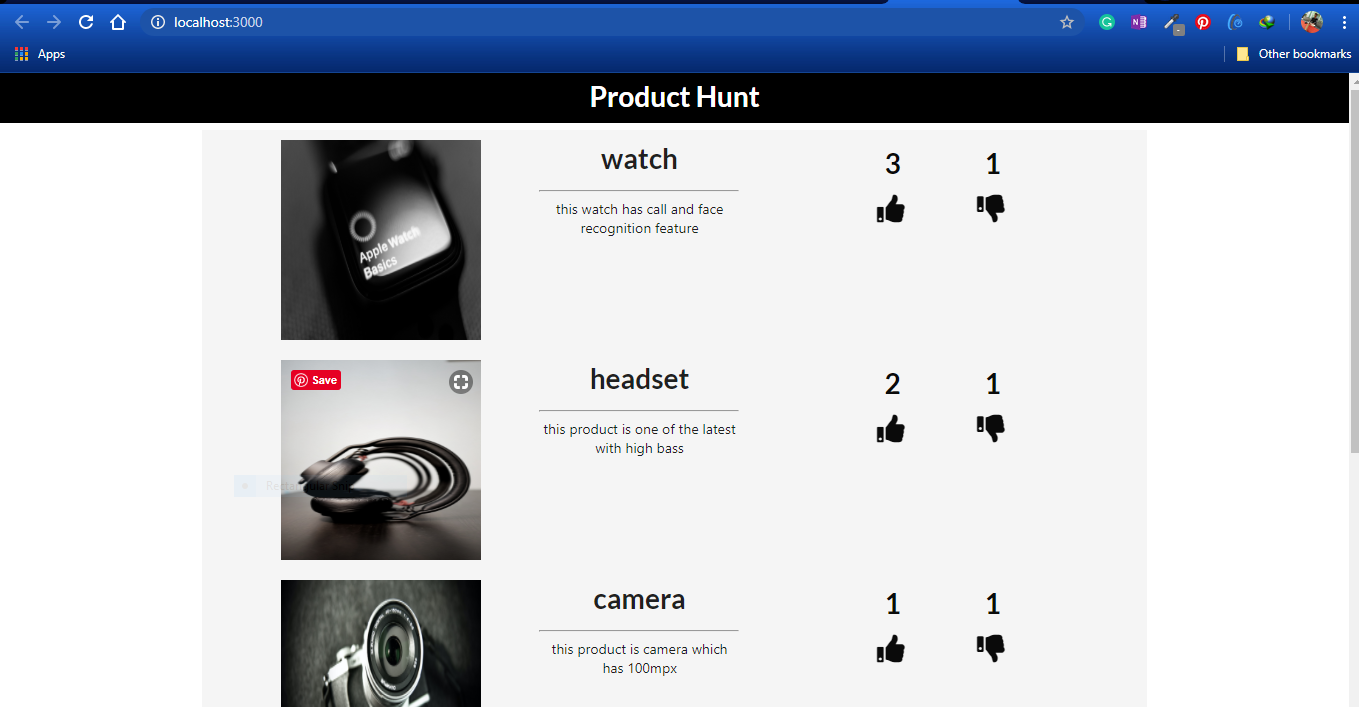 localhost:3000
Apps
Other bookmarks
Product Hunt
Apple Watch
Basics
watch
this watch has call and face
recognition feature
3
1
Save
headset
this product is one of the latest
with high bass
2
1
camera
this product is camera which
has 100mpx
1
1